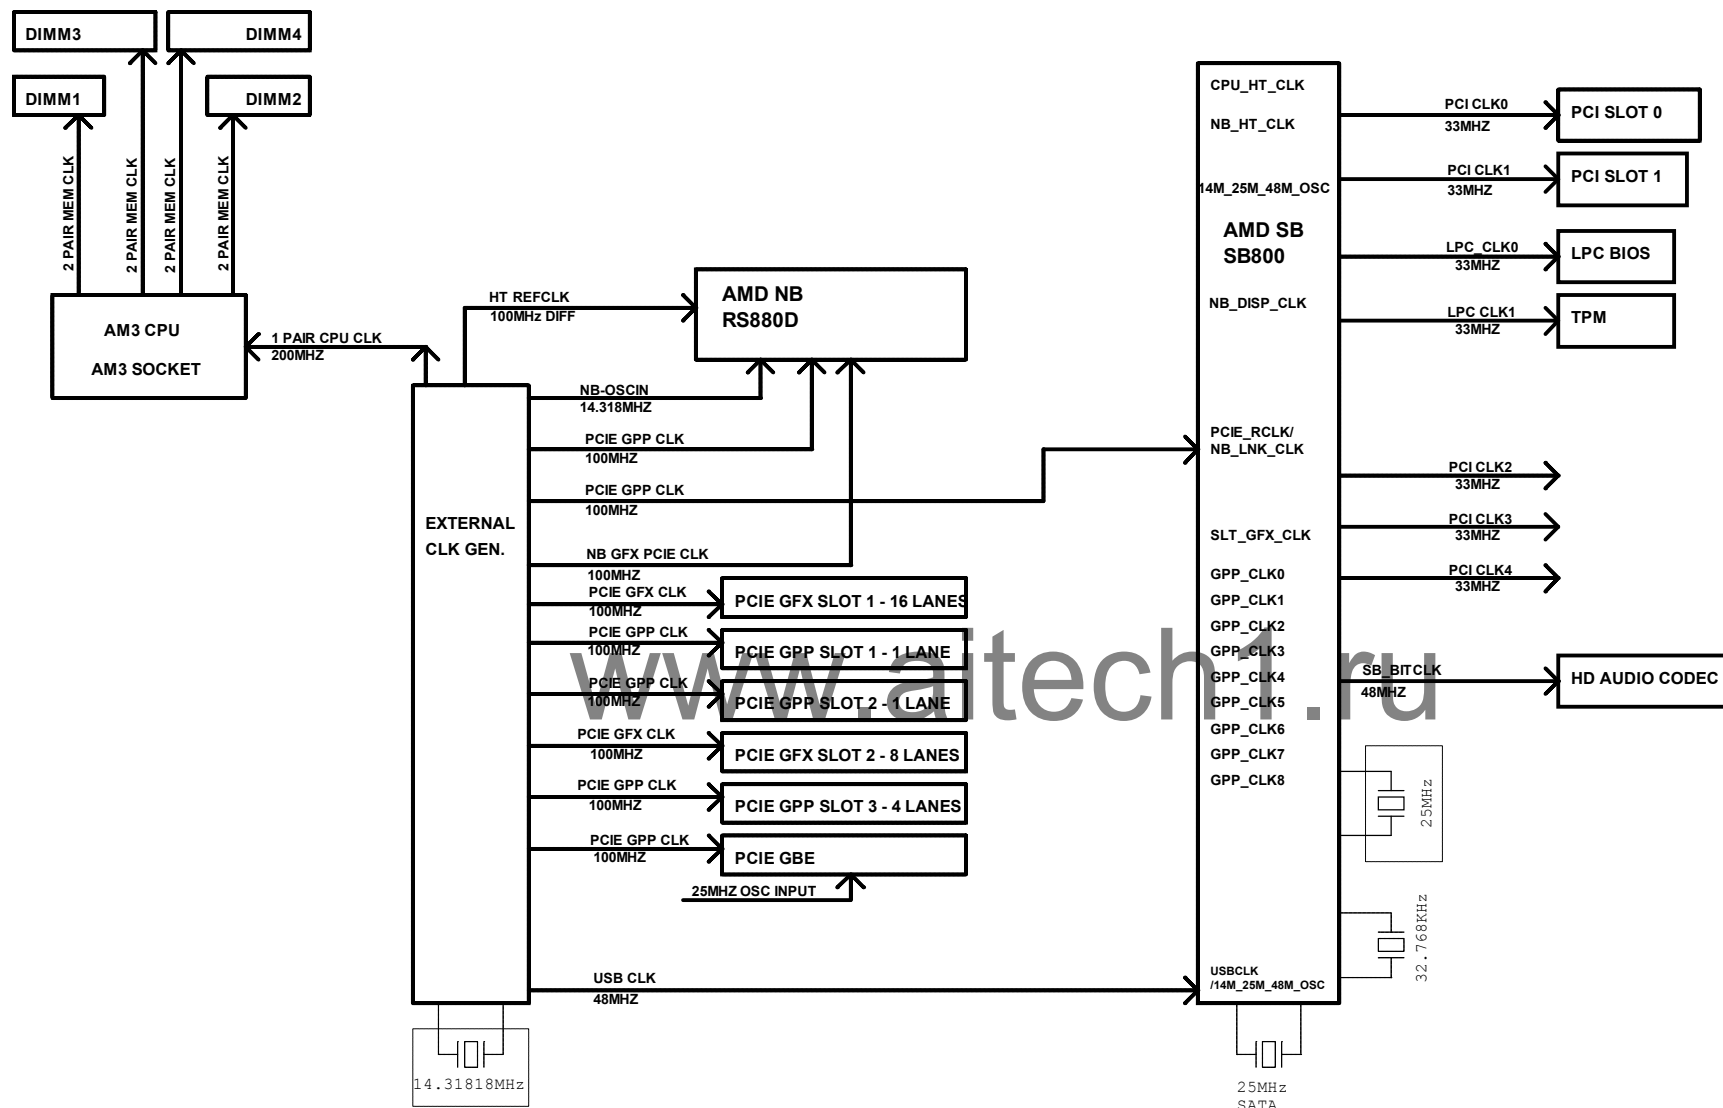 DIMM3
DIMM4
DIMM1
DIMM2
2 PAIR MEM CLK
2 PAIR MEM CLK
2 PAIR MEM CLK
2 PAIR MEM CLK
AM3 CPU
AM3 SOCKET
1 PAIR CPU CLK
200MHZ
HT REFCLK
100MHz DIFF
AMD NB
RS880D
EXTERNAL
CLK GEN.
NB-OSCIN
14.318MHZ
PCIE GPP CLK
100MHZ
PCIE GPP CLK
100MHZ
NB GFX PCIE CLK
100MHZ
PCIE GFX CLK
100MHZ
PCIE GFX SLOT 1 - 16 LANES
PCIE GPP CLK
100MHZ
PCIE GPP SLOT 1 - 1 LANE
PCIE GPP CLK
100MHZ
PCIE GPP SLOT 2 - 1 LANE
PCIE GFX CLK
100MHZ
PCIE GFX SLOT 2 - 8 LANES
PCIE GPP CLK
100MHZ
PCIE GPP SLOT 3 - 4 LANES
PCIE GPP CLK
100MHZ
PCIE GBE
25MHZ OSC INPUT
USB CLK
48MHZ
14.31818MHz
CPU_HT_CLK
NB_HT_CLK
14M_25M_48M_OSC
AMD SB
SB800
NB_DISP_CLK
PCIE_RCLK/
NB_LNK_CLK
SLT_GFX_CLK
GPP_CLK0
GPP_CLK1
GPP_CLK2
GPP_CLK3
GPP_CLK4
GPP_CLK5
GPP_CLK6
GPP_CLK7
GPP_CLK8
USBCLK
/14M_25M_48M_OSC
PCI CLK0
33MHZ
PCI SLOT 0
PCI CLK1
33MHZ
PCI SLOT 1
LPC_CLK0
33MHZ
LPC BIOS
LPC CLK1
33MHZ
TPM
PCI CLK2
33MHZ
PCI CLK3
33MHZ
PCI CLK4
33MHZ
SB_BITCLK
48MHZ
HD AUDIO CODEC
25MHz
32.768KHz
25MHz
SATA
www.aitech1.ru